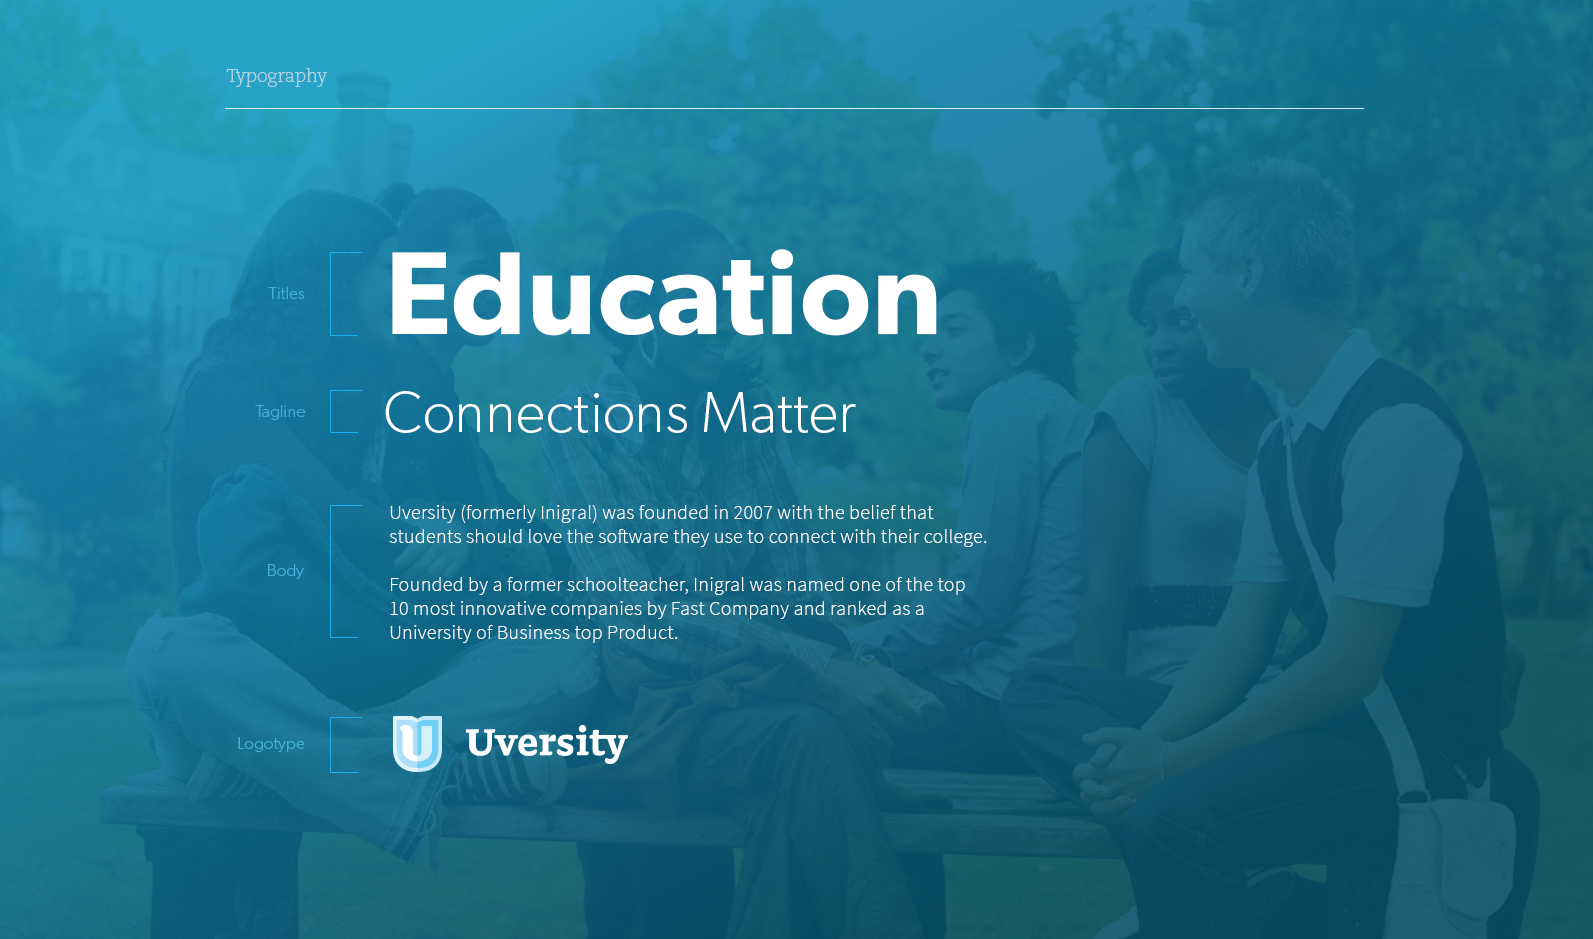 Typography
Titles
Education
Tagline
Connections Matter
Body
Uversity (formerly Inigral) was founded in 2007 with the belief that
students should love the software they use to connect with their college.
Founded by a former schoolteacher, Inigral was named one of the top
10 most innovative companies by Fast Company and ranked as a
University of Business top Product.
Logotype
U Uversity